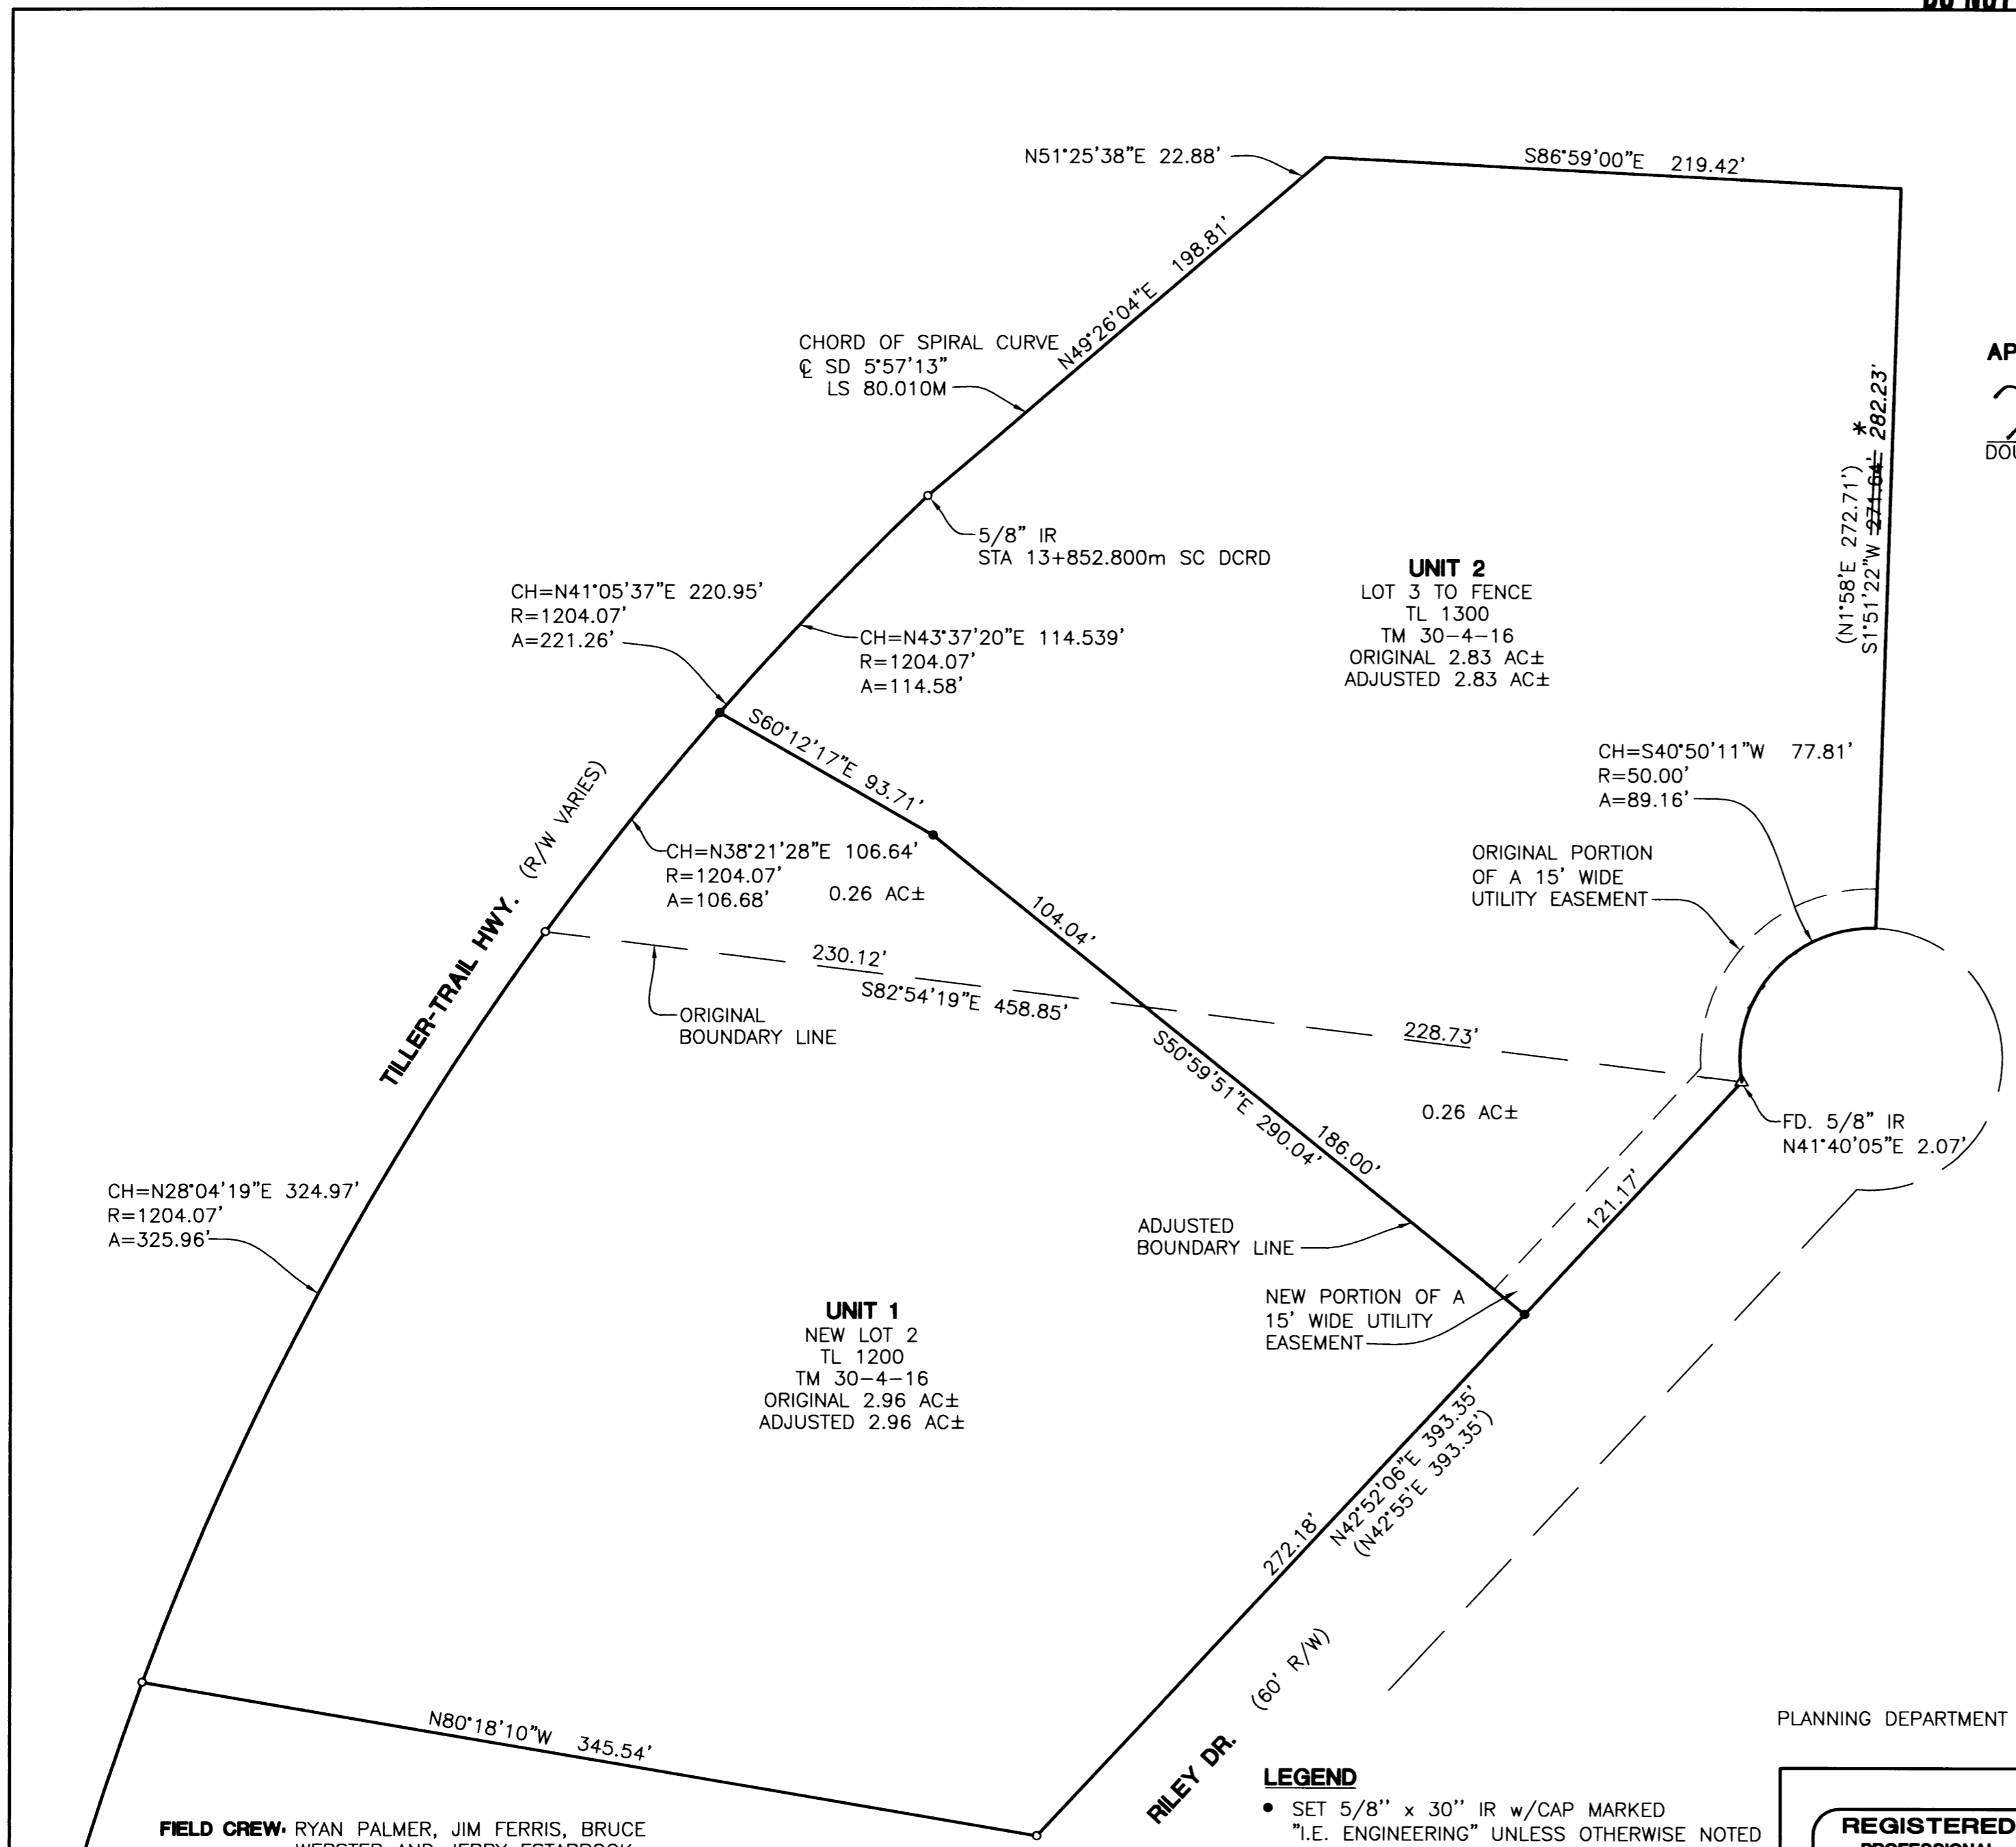 N51°25'38"E 22.88'
S86°59'00"E 219.42'
N49°26'04"E 198.81'
CHORD OF SPIRAL CURVE
℄ SD 5°57'13"
LS 80.010M
AP
DOU
(N1°58'E 272.71')
S1°51'22"W 271.64' * 282.23'
5/8" IR
STA 13+852.800m SC DCRD
CH=N41°05'37"E 220.95'
R=1204.07'
A=221.26'
CH=N43°37'20"E 114.539'
R=1204.07'
A=114.58'
UNIT 2
LOT 3 TO FENCE
TL 1300
TM 30-4-16
ORIGINAL 2.83 AC±
ADJUSTED 2.83 AC±
S60°12'17"E 93.71'
CH=S40°50'11"W 77.81'
R=50.00'
A=89.16'
ORIGINAL PORTION
OF A 15' WIDE
UTILITY EASEMENT
TILLER-TRAIL HWY. (R/W VARIES)
CH=N38°21'28"E 106.64'
R=1204.07'
A=106.68'
0.26 AC±
104.04'
230.12'
S82°54'19"E 458.85'
228.73'
ORIGINAL
BOUNDARY LINE
S50°59'51"E 290.04'
186.00'
0.26 AC±
FD. 5/8" IR
N41°40'05"E 2.07'
121.17'
CH=N28°04'19"E 324.97'
R=1204.07'
A=325.96'
ADJUSTED
BOUNDARY LINE
NEW PORTION OF A
15' WIDE UTILITY
EASEMENT
UNIT 1
NEW LOT 2
TL 1200
TM 30-4-16
ORIGINAL 2.96 AC±
ADJUSTED 2.96 AC±
272.18'
N42°52'06"E 393.35'
(N42°55'E 393.35')
N80°18'10"W 345.54'
RILEY DR. (60' R/W)
PLANNING DEPARTMENT
LEGEND
● SET 5/8'' x 30'' IR w/CAP MARKED
"I.E. ENGINEERING" UNLESS OTHERWISE NOTED
FIELD CREW: RYAN PALMER, JIM FERRIS, BRUCE
WEBSTER AND JERRY ESTABROOK
REGISTERED
PROFESSIONAL